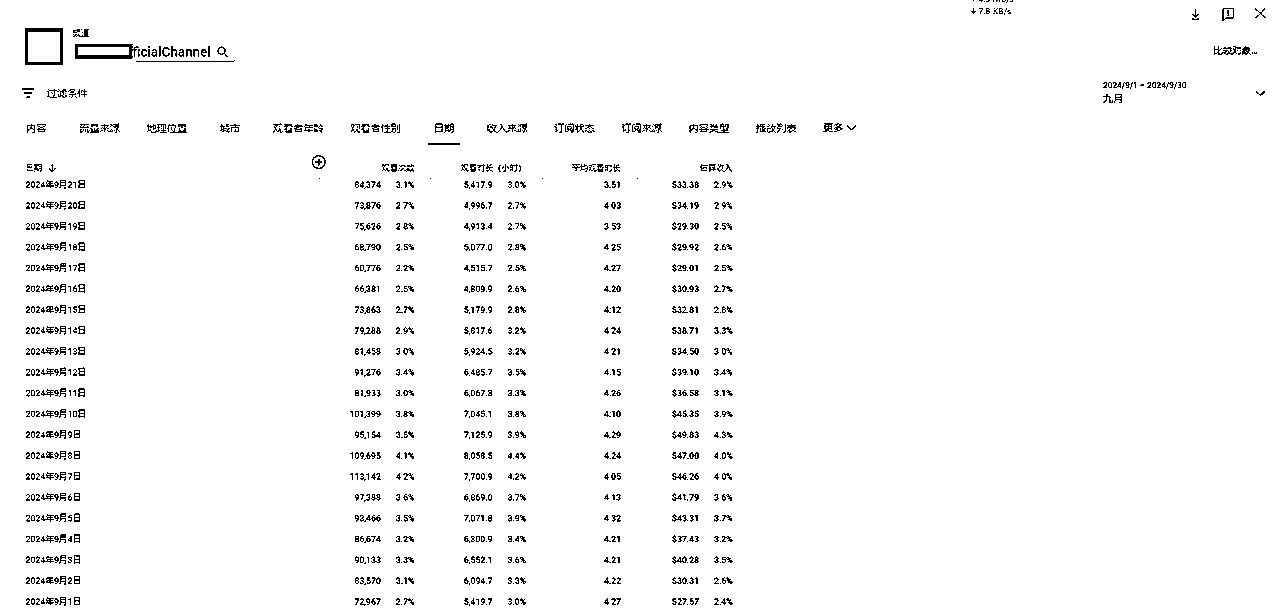 ↓ 7.8 KB/s
频道
ficialChannel
比较对象...
过滤条件
2024/9/1 – 2024/9/30
九月
内容 流量来源 地理位置 城市 观看者年龄 观看者性别 日期 收入来源 订阅状态 订阅来源 内容类型 播放列表 更多
日期 ↓ 观看次数 观看时长 (小时) 平均观看时长 估算收入
2024年9月21日 84,374 3.1% 5,417.9 3.0% 3:51 $33.38 2.9%
2024年9月20日 73,876 2.7% 4,996.7 2.7% 4:03 $34.19 2.9%
2024年9月19日 75,626 2.8% 4,913.4 2.7% 3:53 $29.30 2.5%
2024年9月18日 68,790 2.5% 5,077.0 2.8% 4:25 $29.92 2.6%
2024年9月17日 60,776 2.2% 4,515.7 2.5% 4:27 $29.01 2.5%
2024年9月16日 66,381 2.5% 4,809.9 2.6% 4:20 $30.93 2.7%
2024年9月15日 73,863 2.7% 5,179.9 2.8% 4:12 $32.81 2.8%
2024年9月14日 79,288 2.9% 5,817.6 3.2% 4:24 $38.71 3.3%
2024年9月13日 81,458 3.0% 5,924.5 3.2% 4:21 $34.50 3.0%
2024年9月12日 91,276 3.4% 6,485.7 3.5% 4:15 $39.10 3.4%
2024年9月11日 81,933 3.0% 6,067.3 3.3% 4:26 $36.58 3.1%
2024年9月10日 101,399 3.8% 7,045.1 3.8% 4:10 $45.35 3.9%
2024年9月9日 95,154 3.5% 7,125.9 3.9% 4:29 $49.83 4.3%
2024年9月8日 109,695 4.1% 8,058.5 4.4% 4:24 $47.00 4.0%
2024年9月7日 113,142 4.2% 7,700.9 4.2% 4:05 $46.26 4.0%
2024年9月6日 97,388 3.6% 6,869.0 3.7% 4:13 $41.79 3.6%
2024年9月5日 93,466 3.5% 7,071.8 3.9% 4:32 $43.31 3.7%
2024年9月4日 86,674 3.2% 6,300.9 3.4% 4:21 $37.43 3.2%
2024年9月3日 90,133 3.3% 6,552.1 3.6% 4:21 $40.28 3.5%
2024年9月2日 83,570 3.1% 6,094.7 3.3% 4:22 $30.31 2.6%
2024年9月1日 72,967 2.7% 5,419.7 3.0% 4:27 $27.57 2.4%